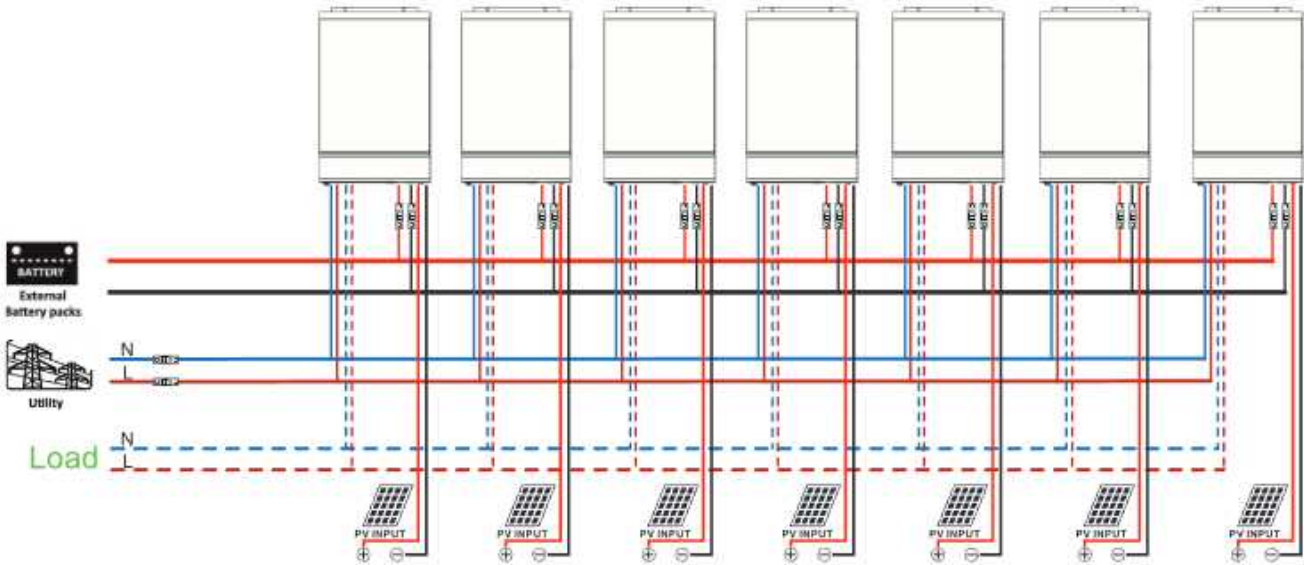 BATTERY
External
Battery packs
N
L
Utility
N
Load
L
PV INPUT
PV INPUT
PV INPUT
PV INPUT
PV INPUT
PV INPUT
PV INPUT